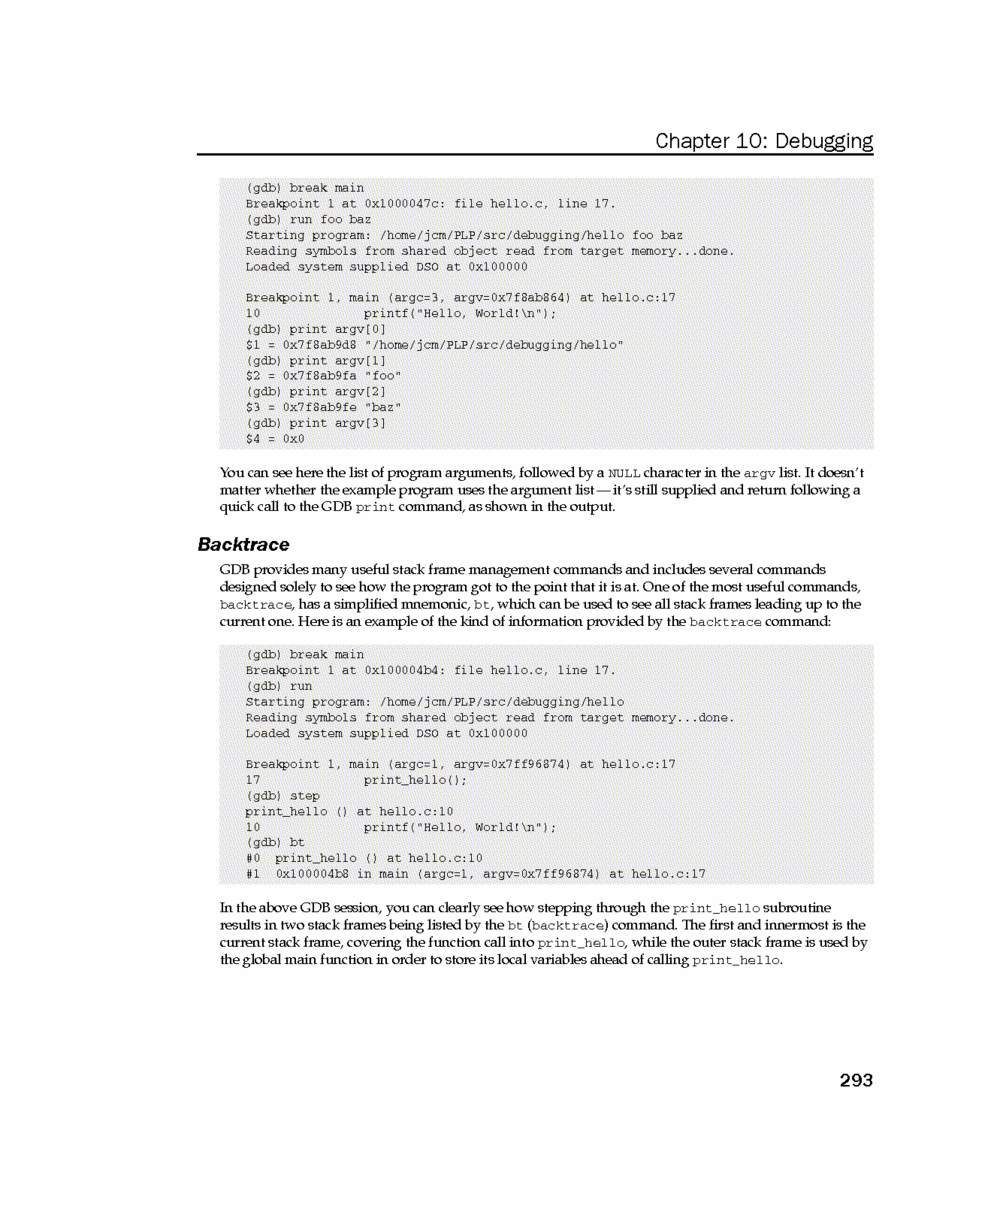 Chapter 10: Debugging
(gdb) break main
Breakpoint 1 at 0x1000047c: file hello.c, line 17.
(gdb) run foo baz
Starting program: /home/jcm/PLP/src/debugging/hello foo baz
Reading symbols from shared object read from target memory...done.
Loaded system supplied DSO at 0x100000
Breakpoint 1, main (argc=3, argv=0x7f8ab864) at hello.c:17
10 printf("Hello, World!\n");
(gdb) print argv[0]
$1 = 0x7f8ab9d8 "/home/jcm/PLP/src/debugging/hello"
(gdb) print argv[1]
$2 = 0x7f8ab9fa "foo"
(gdb) print argv[2]
$3 = 0x7f8ab9fe "baz"
(gdb) print argv[3]
$4 = 0x0
You can see here the list of program arguments, followed by a NULL character in the argv list. It doesn't
matter whether the example program uses the argument list — it's still supplied and return following a
quick call to the GDB print command, as shown in the output.
Backtrace
GDB provides many useful stack frame management commands and includes several commands
designed solely to see how the program got to the point that it is at. One of the most useful commands,
backtrace, has a simplified mnemonic, bt, which can be used to see all stack frames leading up to the
current one. Here is an example of the kind of information provided by the backtrace command:
(gdb) break main
Breakpoint 1 at 0x100004b4: file hello.c, line 17.
(gdb) run
Starting program: /home/jcm/PLP/src/debugging/hello
Reading symbols from shared object read from target memory...done.
Loaded system supplied DSO at 0x100000
Breakpoint 1, main (argc=1, argv=0x7ff96874) at hello.c:17
17 print_hello();
(gdb) step
print_hello () at hello.c:10
10 printf("Hello, World!\n");
(gdb) bt
#0 print_hello () at hello.c:10
#1 0x100004b8 in main (argc=1, argv=0x7ff96874) at hello.c:17
In the above GDB session, you can clearly see how stepping through the print_hello subroutine
results in two stack frames being listed by the bt (backtrace) command. The first and innermost is the
current stack frame, covering the function call into print_hello, while the outer stack frame is used by
the global main function in order to store its local variables ahead of calling print_hello.
293